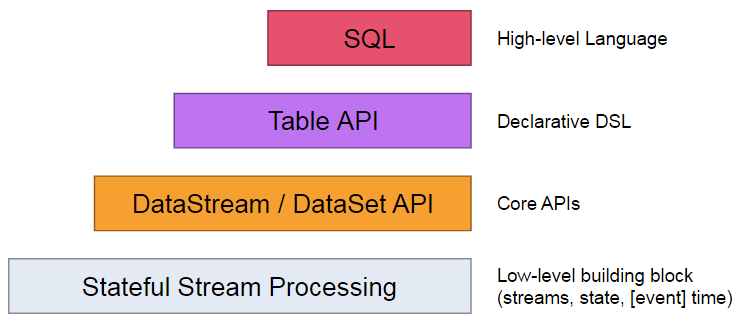 SQL
High-level Language
Table API
Declarative DSL
DataStream / DataSet API
Core APIs
Stateful Stream Processing
Low-level building block
(streams, state, [event] time)